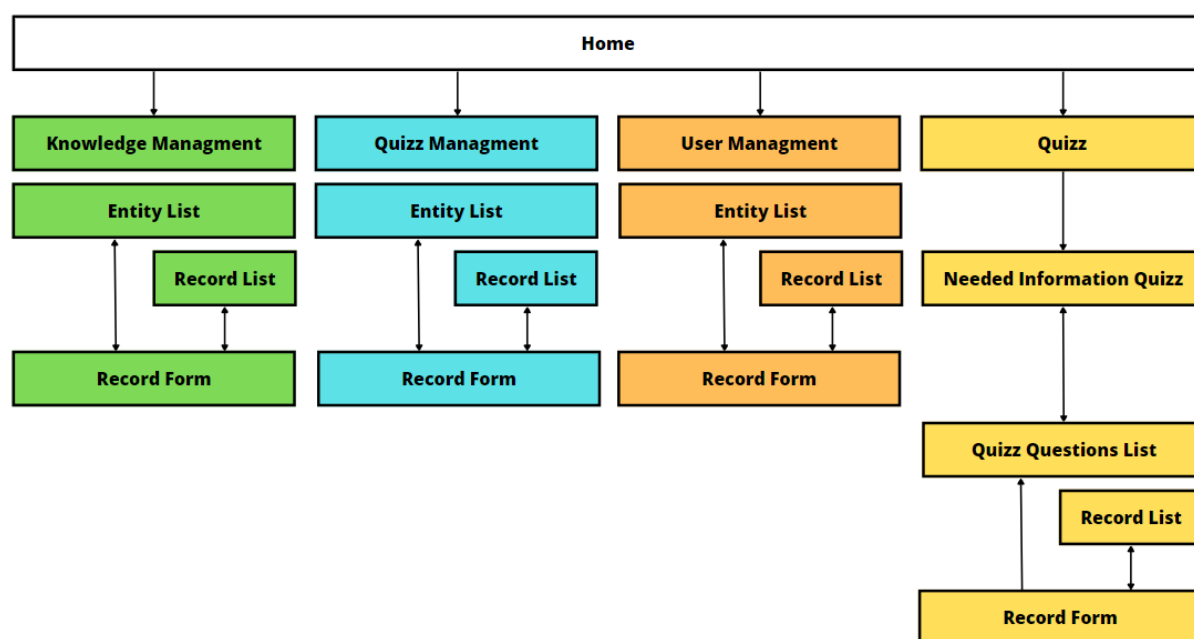 Home
Knowledge Managment
Quizz Managment
User Managment
Quizz
Entity List
Entity List
Entity List
Record List
Record List
Record List
Needed Information Quizz
Record Form
Record Form
Record Form
Quizz Questions List
Record List
Record Form